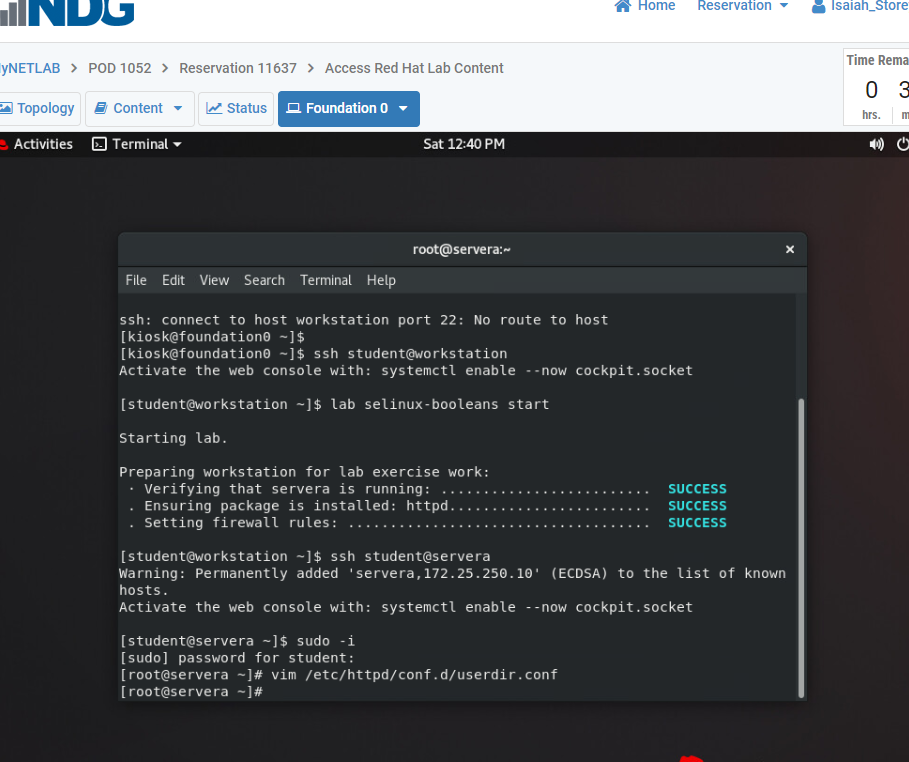 NDG
Home Reservation Isaiah_Store
yNETLAB > POD 1052 > Reservation 11637 > Access Red Hat Lab Content
Time Rema
0 3
hrs. m
Topology Content Status Foundation 0
Activities Terminal Sat 12:40 PM
root@servera:~ ×
File Edit View Search Terminal Help
ssh: connect to host workstation port 22: No route to host
[kiosk@foundation0 ~]$
[kiosk@foundation0 ~]$ ssh student@workstation
Activate the web console with: systemctl enable --now cockpit.socket
[student@workstation ~]$ lab selinux-booleans start
Starting lab.
Preparing workstation for lab exercise work:
· Verifying that servera is running: ......................... SUCCESS
. Ensuring package is installed: httpd........................ SUCCESS
. Setting firewall rules: .................................... SUCCESS
[student@workstation ~]$ ssh student@servera
Warning: Permanently added 'servera,172.25.250.10' (ECDSA) to the list of known
hosts.
Activate the web console with: systemctl enable --now cockpit.socket
[student@servera ~]$ sudo -i
[sudo] password for student:
[root@servera ~]# vim /etc/httpd/conf.d/userdir.conf
[root@servera ~]#